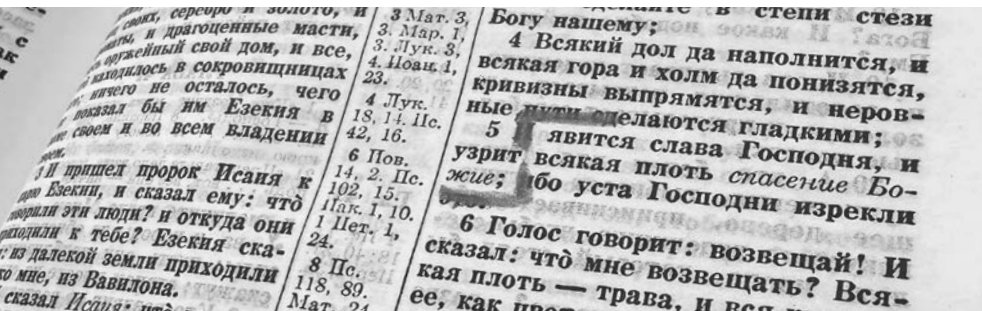 своих, серебро и золото, и
и драгоценные масти,
оружейный свой дом, и все,
находилось в сокровищницах
ничего не осталось, чего
показал бы им Езекия в
своем и во всем владении
И пришел пророк Исаия к
Езекии, и сказал ему: что̀
говорили эти люди? и откуда они
приходили к тебе? Езекия ска-
из далекой земли приходили
ко мне, из Вавилона.
сказал Исаия: что̀
3 Мат. 3,
3. Мар. 1,
3. Лук. 3,
4. Иоан. 1,
23.
4 Лук.
18, 14. Ис.
42, 16.
6 Пов.
14, 2. Пс.
102, 15.
Иак. 1, 10.
1 Пет. 1,
24.
8 Пс.
118, 89.
Мат. 24
в степи стези
Богу нашему;
4 Всякий дол да наполнится, и
всякая гора и холм да понизятся,
кривизны выпрямятся, и неров-
ные пути сделаются гладкими;
5 явится слава Господня, и
узрит всякая плоть спасение Бо-
жие; ибо уста Господни изрекли
6 Голос говорит: возвещай! И
сказал: что̀ мне возвещать? Вся-
кая плоть — трава, и вся
ее, как